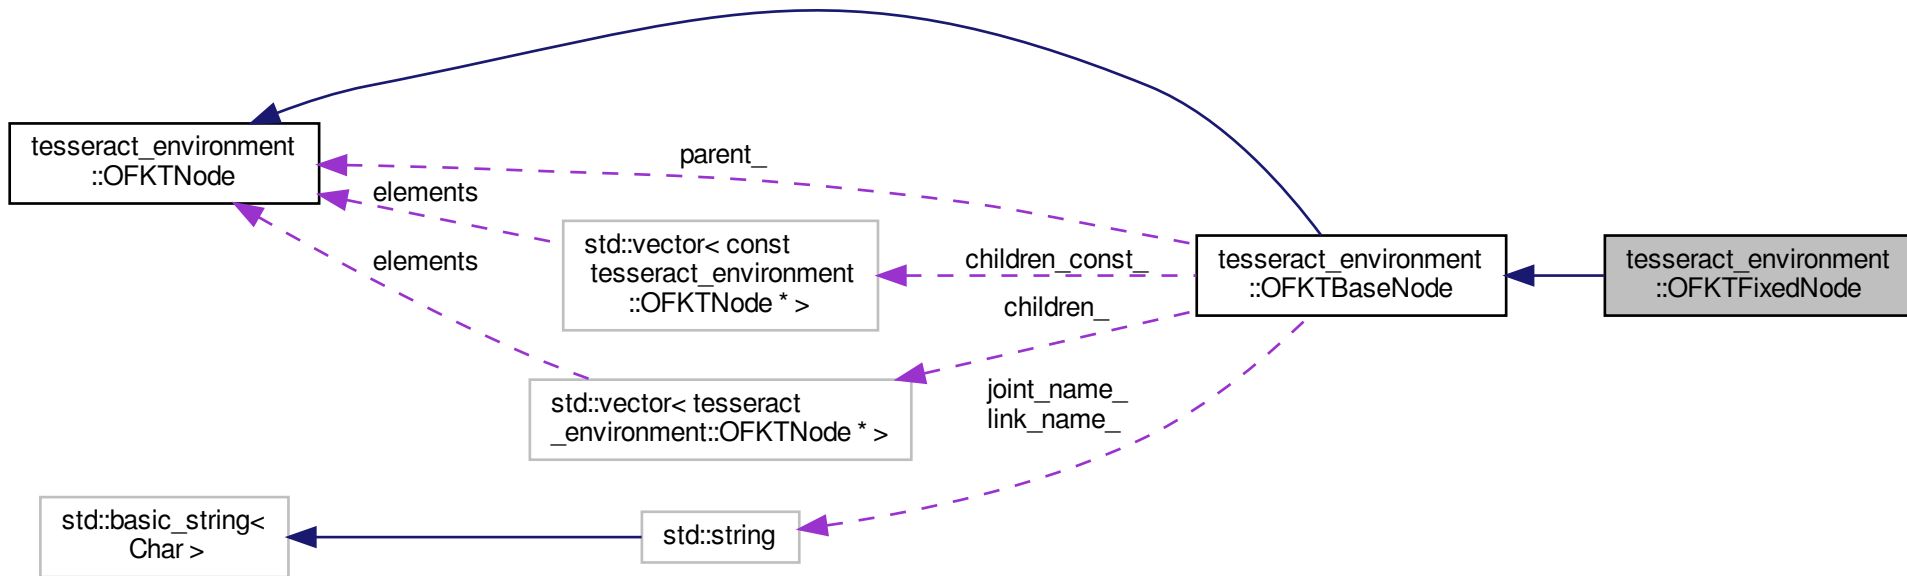 tesseract_environment
::OFKTNode
parent_
elements
elements
std::vector< const
tesseract_environment
::OFKTNode * >
children_const_
children_
std::vector< tesseract
_environment::OFKTNode * >
joint_name_
link_name_
tesseract_environment
::OFKTBaseNode
tesseract_environment
::OFKTFixedNode
std::basic_string<
Char >
std::string